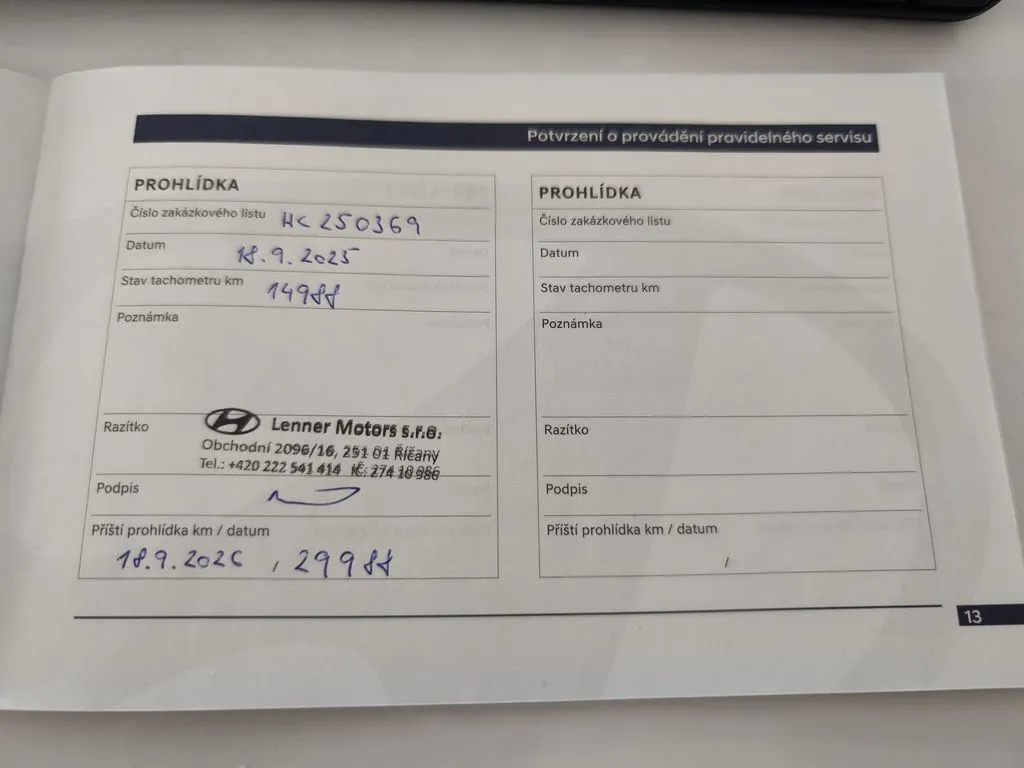 Potvrzení o provádění pravidelného servisu
PROHLÍDKA
Číslo zakázkového listu HK 250369
Datum 18.9.2025
Stav tachometru km 14988
Poznámka
Razítko Lenner Motors s.r.o.
Obchodní 2096/16, 251 01 Říčany
Tel.: +420 222 541 414 IČ: 274 10 986
Podpis
Příští prohlídka km / datum
18.9.2026 / 29988
PROHLÍDKA
Číslo zakázkového listu
Datum
Stav tachometru km
Poznámka
Razítko
Podpis
Příští prohlídka km / datum
/
13